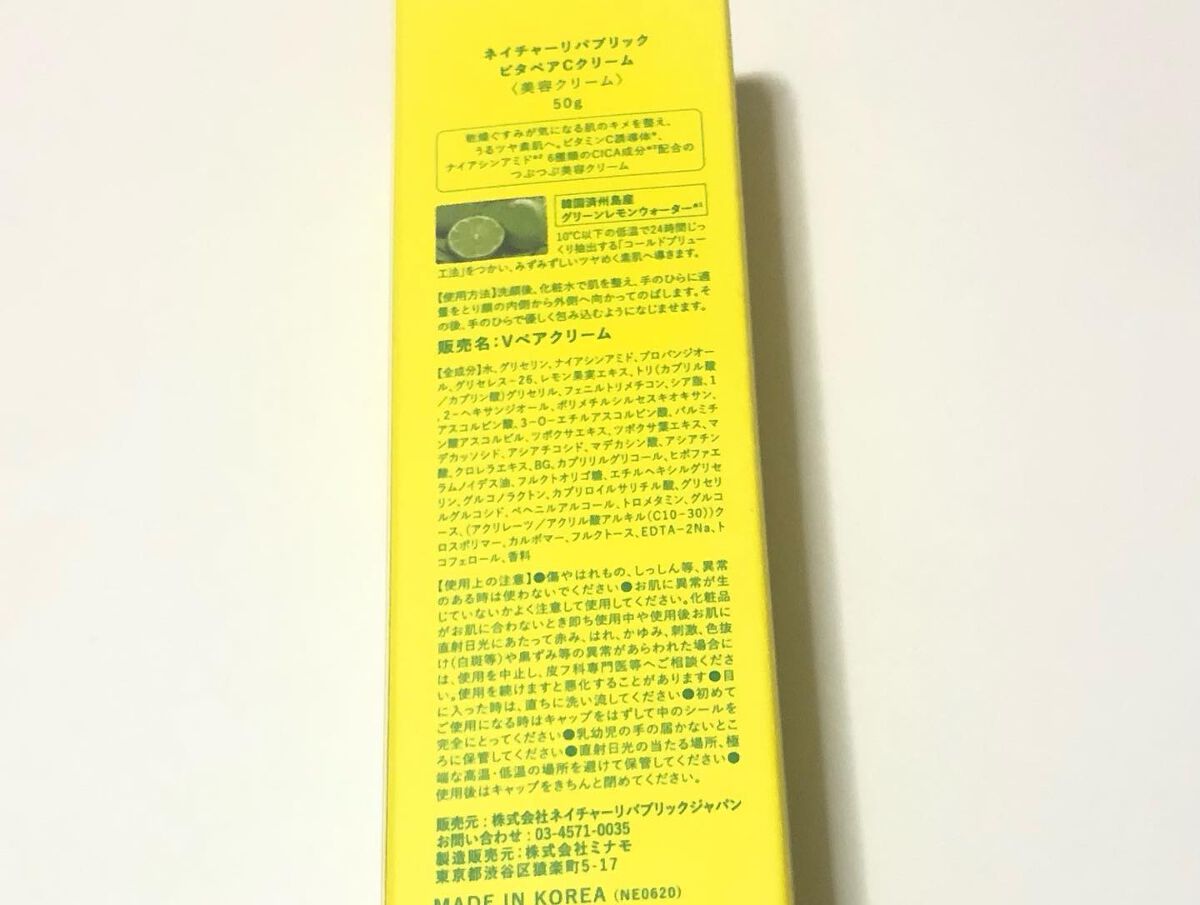 ネイチャーリパブリック
ビタペアCクリーム
〈美容クリーム〉
50g
乾燥ぐすみが気になる肌のキメを整え、
うるツヤ素肌へ。ビタミンC誘導体*、
ナイアシンアミド*² 6種類のCICA成分*³配合の
つぶつぶ美容クリーム
韓国済州島産
グリーンレモンウォーター*¹
10℃以下の低温で24時間じっ
くり抽出する「コールドブリュー
工法」をつかい、みずみずしいツヤめく素肌へ導きます。
【使用方法】洗顔後、化粧水で肌を整え、手のひらに適
量をとり顔の内側から外側へ向かってのばします。そ
の後、手のひらで優しく包み込むようになじませます。
販売名：Vペアクリーム
【全成分】水、グリセリン、ナイアシンアミド、プロパンジオー
ル、グリセレス-26、レモン果実エキス、トリ(カプリル酸
／カプリン酸)グリセリル、フェニルトリメチコン、シア脂、1
,2-ヘキサンジオール、ポリメチルシルセスキオキサン、
アスコルビン酸、3-O-エチルアスコルビン酸、パルミチ
ン酸アスコルビル、ツボクサエキス、ツボクサ葉エキス、マ
デカッソシド、アシアチコシド、マデカシン酸、アシアチン
酸、クロレラエキス、BG、カプリリルグリコール、ヒポファエ
ラムノイデス油、フルクトオリゴ糖、エチルヘキシルグリセ
リン、グルコノラクトン、カプリロイルサリチル酸、グリセリ
ルグルコシド、ベヘニルアルコール、トロメタミン、グルコ
ース、(アクリレーツ／アクリル酸アルキル(C10-30))ク
ロスポリマー、カルボマー、フルクトース、EDTA-2Na、ト
コフェロール、香料
【使用上の注意】●傷やはれもの、しっしん等、異常
のある時は使わないでください●お肌に異常が生
じていないかよく注意して使用してください。化粧品
がお肌に合わないとき即ち使用中や使用後お肌に
直射日光にあたって赤み、はれ、かゆみ、刺激、色抜
け(白斑等)や黒ずみ等の異常があらわれた場合に
は、使用を中止し、皮フ科専門医等へご相談くださ
い。使用を続けますと悪化することがあります●目
に入った時は、直ちに洗い流してください●初めて
ご使用になる時はキャップをはずして中のシールを
完全にとってください●乳幼児の手の届かないとこ
ろに保管してください●直射日光の当たる場所、極
端な高温・低温の場所を避けて保管してください●
使用後はキャップをきちんと閉めてください。
販売元：株式会社ネイチャーリパブリックジャパン
お問い合わせ：03-4571-0035
製造販売元：株式会社ミナモ
東京都渋谷区猿楽町5-17
MADE IN KOREA (NE0620)